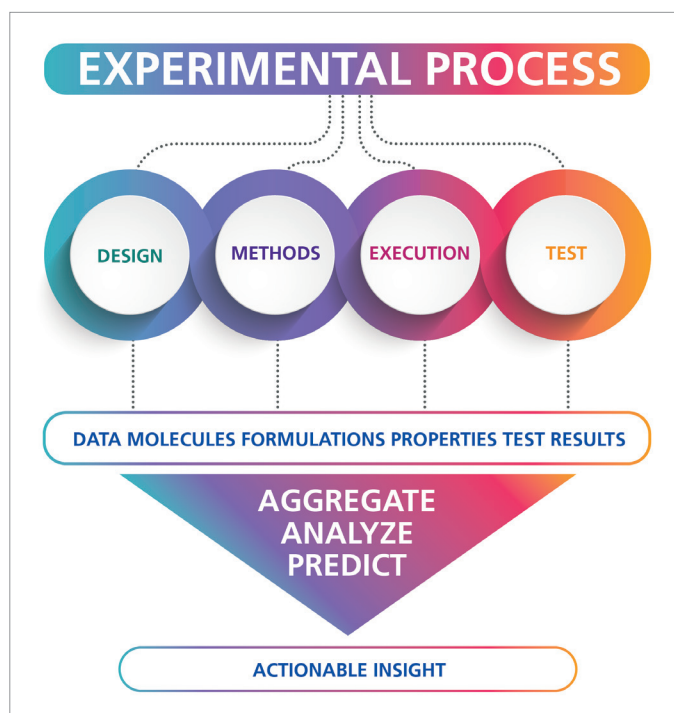 EXPERIMENTAL PROCESS
DESIGN
METHODS
EXECUTION
TEST
DATA MOLECULES FORMULATIONS PROPERTIES TEST RESULTS
AGGREGATE
ANALYZE
PREDICT
ACTIONABLE INSIGHT